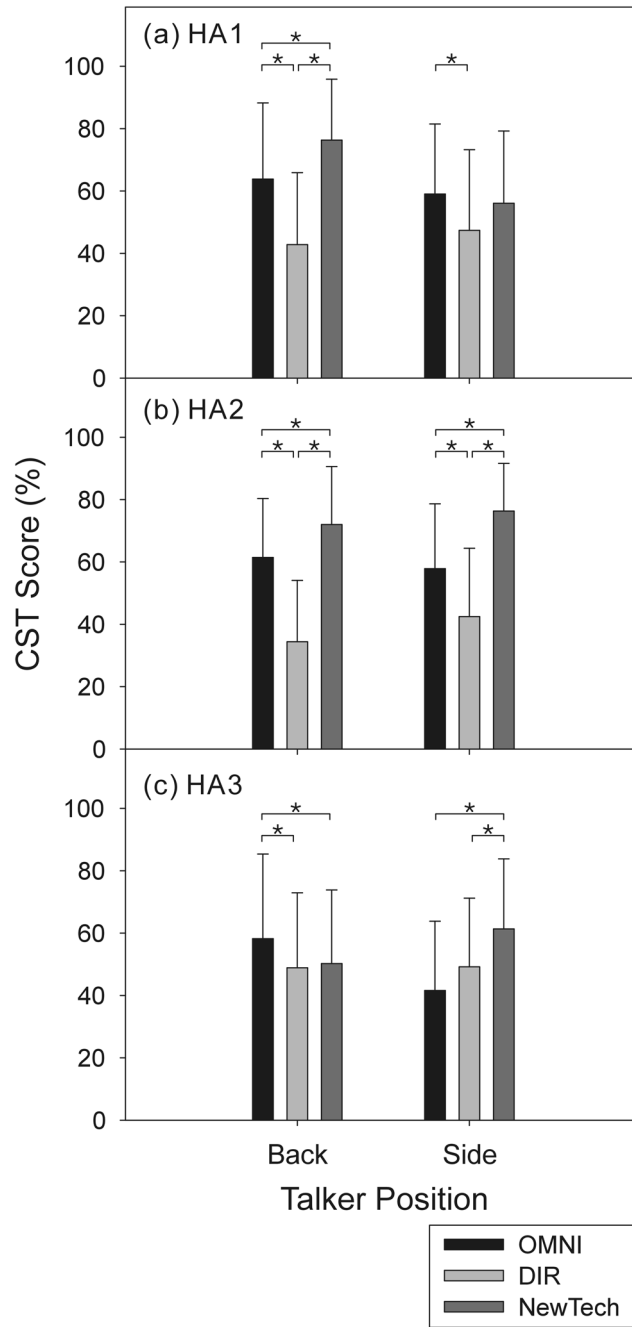 (a) HA1
*
* *
*
100
80
60
40
20
0
(b) HA2
* *
* * * *
100
80
60
40
20
0
(c) HA3
* *
* *
100
80
60
40
20
0
CST Score (%)
Back Side
Talker Position
OMNI
DIR
NewTech